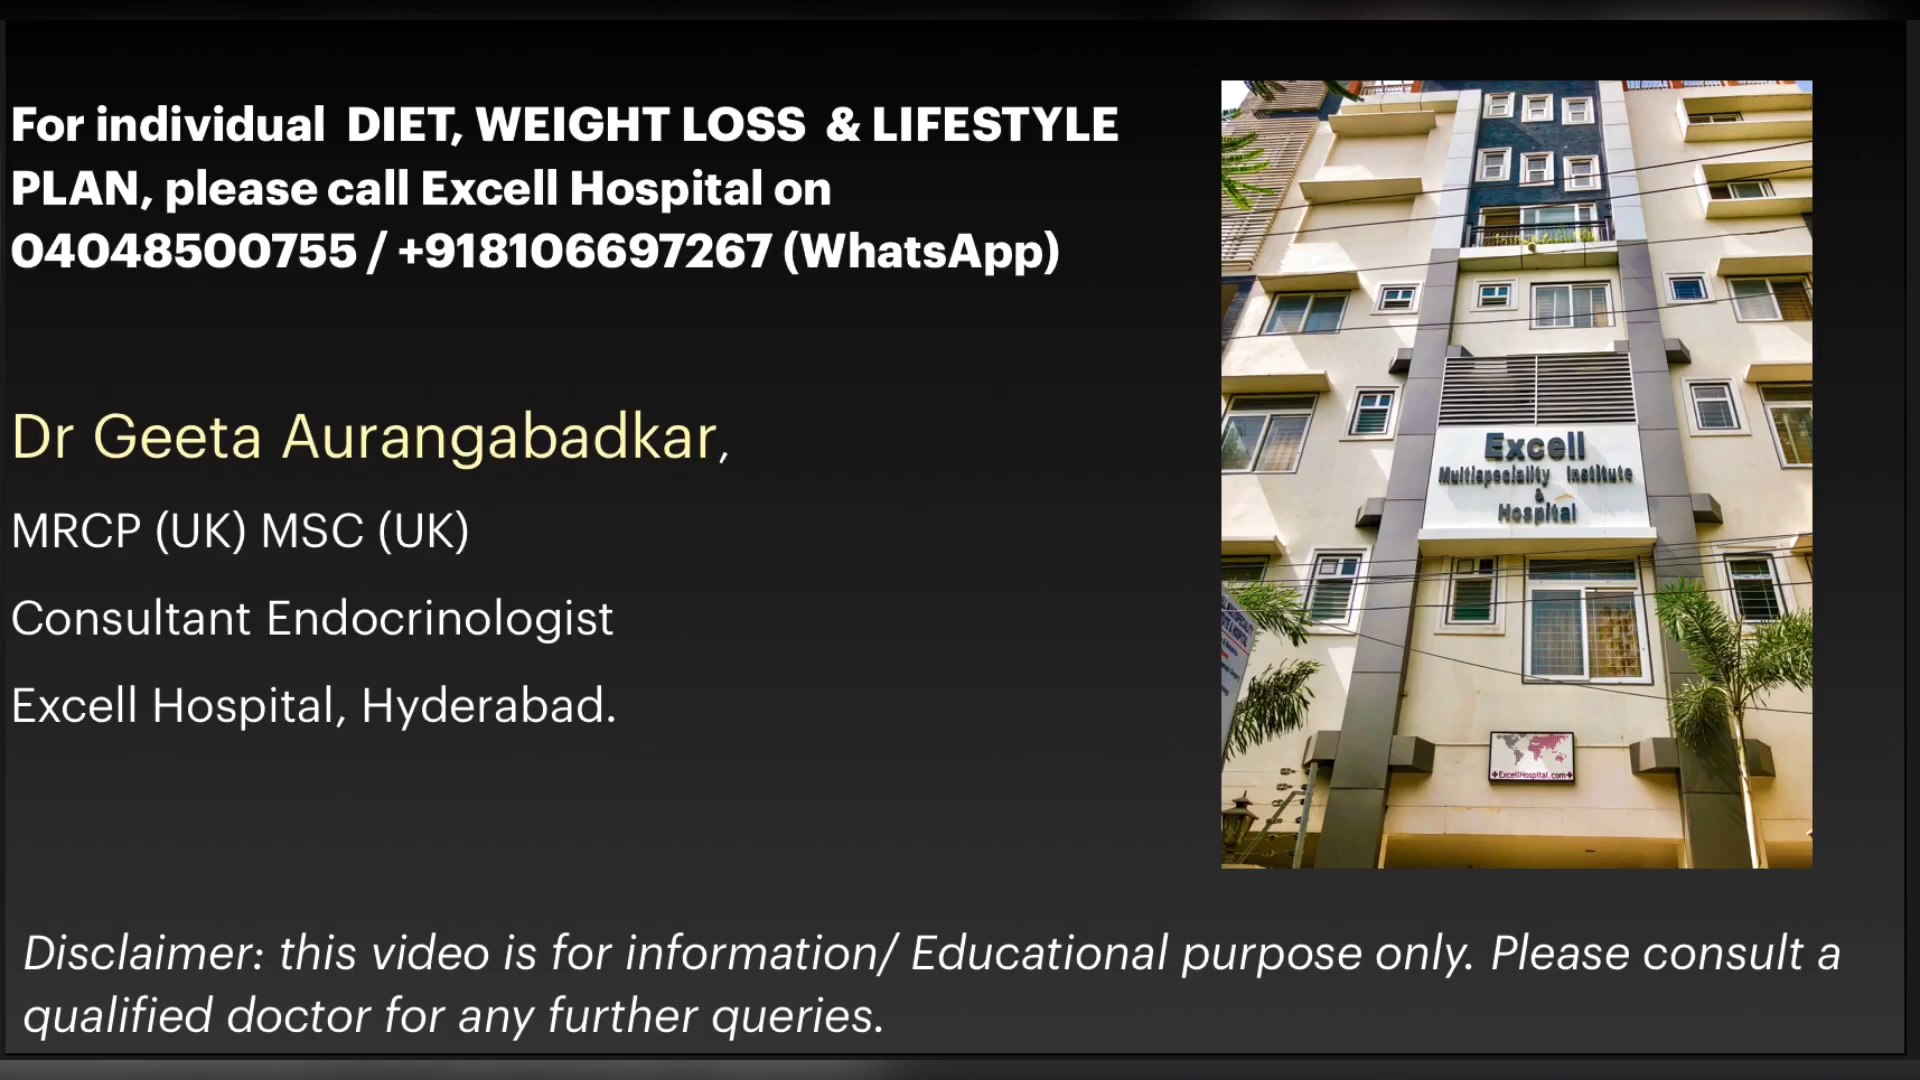 For individual DIET, WEIGHT LOSS & LIFESTYLE
PLAN, please call Excell Hospital on
04048500755 / +918106697267 (WhatsApp)
Dr Geeta Aurangabadkar,
MRCP (UK) MSC (UK)
Consultant Endocrinologist
Excell Hospital, Hyderabad.
Excell
Multispeciality Institute
&
Hospital
ExcellHospital.com
Disclaimer: this video is for information/ Educational purpose only. Please consult a
qualified doctor for any further queries.